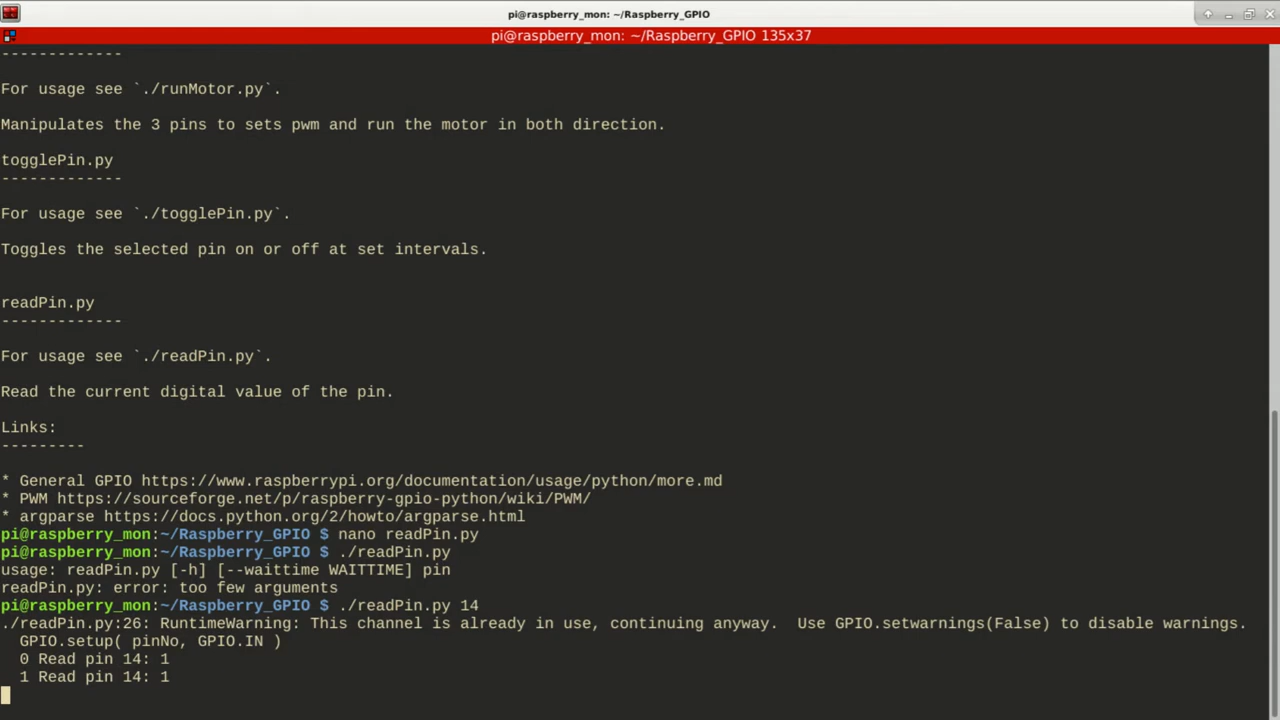 pi@raspberry_mon: ~/Raspberry_GPIO
pi@raspberry_mon: ~/Raspberry_GPIO 135x37
-------------
For usage see `./runMotor.py`.
Manipulates the 3 pins to sets pwm and run the motor in both direction.
togglePin.py
-------------
For usage see `./togglePin.py`.
Toggles the selected pin on or off at set intervals.
readPin.py
-------------
For usage see `./readPin.py`.
Read the current digital value of the pin.
Links:
---------
* General GPIO https://www.raspberrypi.org/documentation/usage/python/more.md
* PWM https://sourceforge.net/p/raspberry-gpio-python/wiki/PWM/
* argparse https://docs.python.org/2/howto/argparse.html
pi@raspberry_mon:~/Raspberry_GPIO $ nano readPin.py
pi@raspberry_mon:~/Raspberry_GPIO $ ./readPin.py
usage: readPin.py [-h] [--waittime WAITTIME] pin
readPin.py: error: too few arguments
pi@raspberry_mon:~/Raspberry_GPIO $ ./readPin.py 14
./readPin.py:26: RuntimeWarning: This channel is already in use, continuing anyway.  Use GPIO.setwarnings(False) to disable warnings.
  GPIO.setup( pinNo, GPIO.IN )
  0 Read pin 14: 1
  1 Read pin 14: 1